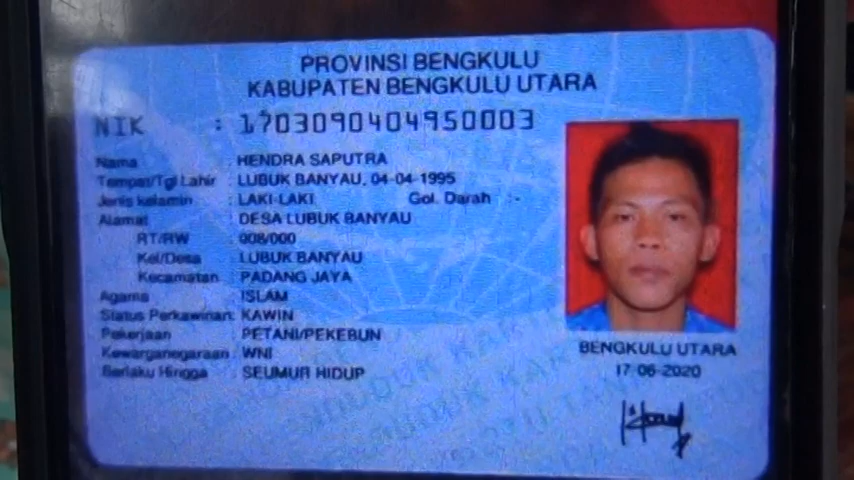 PROVINSI BENGKULU
KABUPATEN BENGKULU UTARA
NIK : 1703090404950003
Nama : HENDRA SAPUTRA
Tempat/Tgl Lahir : LUBUK BANYAU, 04-04-1995
Jenis kelamin : LAKI-LAKI Gol. Darah :-
Alamat : DESA LUBUK BANYAU
RT/RW : 008/000
Kel/Desa : LUBUK BANYAU
Kecamatan : PADANG JAYA
Agama : ISLAM
Status Perkawinan: KAWIN
Pekerjaan : PETANI/PEKEBUN
Kewarganegaraan: WNI
Berlaku Hingga : SEUMUR HIDUP
BENGKULU UTARA
17-06-2020